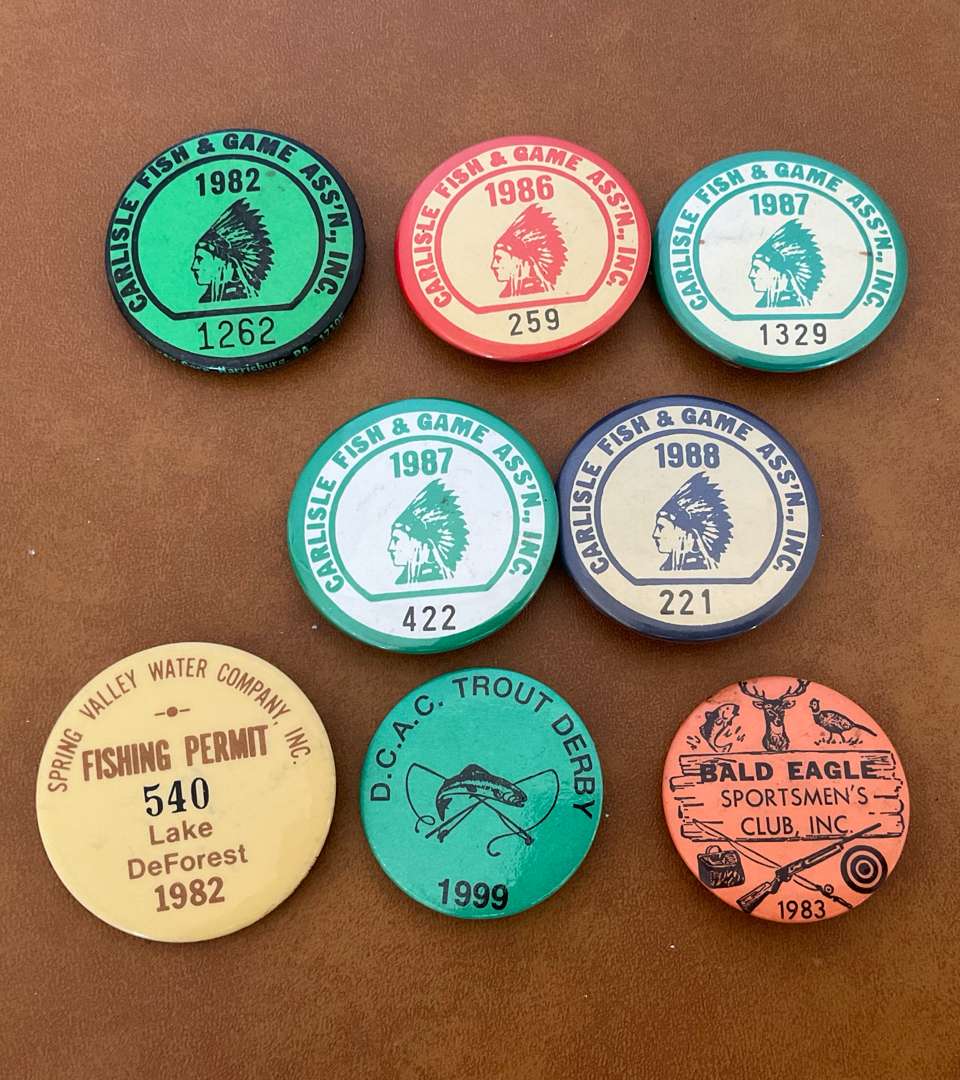 CARLISLE FISH & GAME ASS'N., INC.
1982
1262
Harrisburg, PA.
CARLISLE FISH & GAME ASS'N., INC.
1986
259
CARLISLE FISH & GAME ASS'N., INC.
1987
1329
CARLISLE FISH & GAME ASS'N., INC.
1987
422
CARLISLE FISH & GAME ASS'N., INC.
1988
221
SPRING VALLEY WATER COMPANY, INC.
FISHING PERMIT
540
Lake
DeForest
1982
D.C.A.C. TROUT DERBY
1999
BALD EAGLE
SPORTSMEN'S
CLUB, INC.
1983